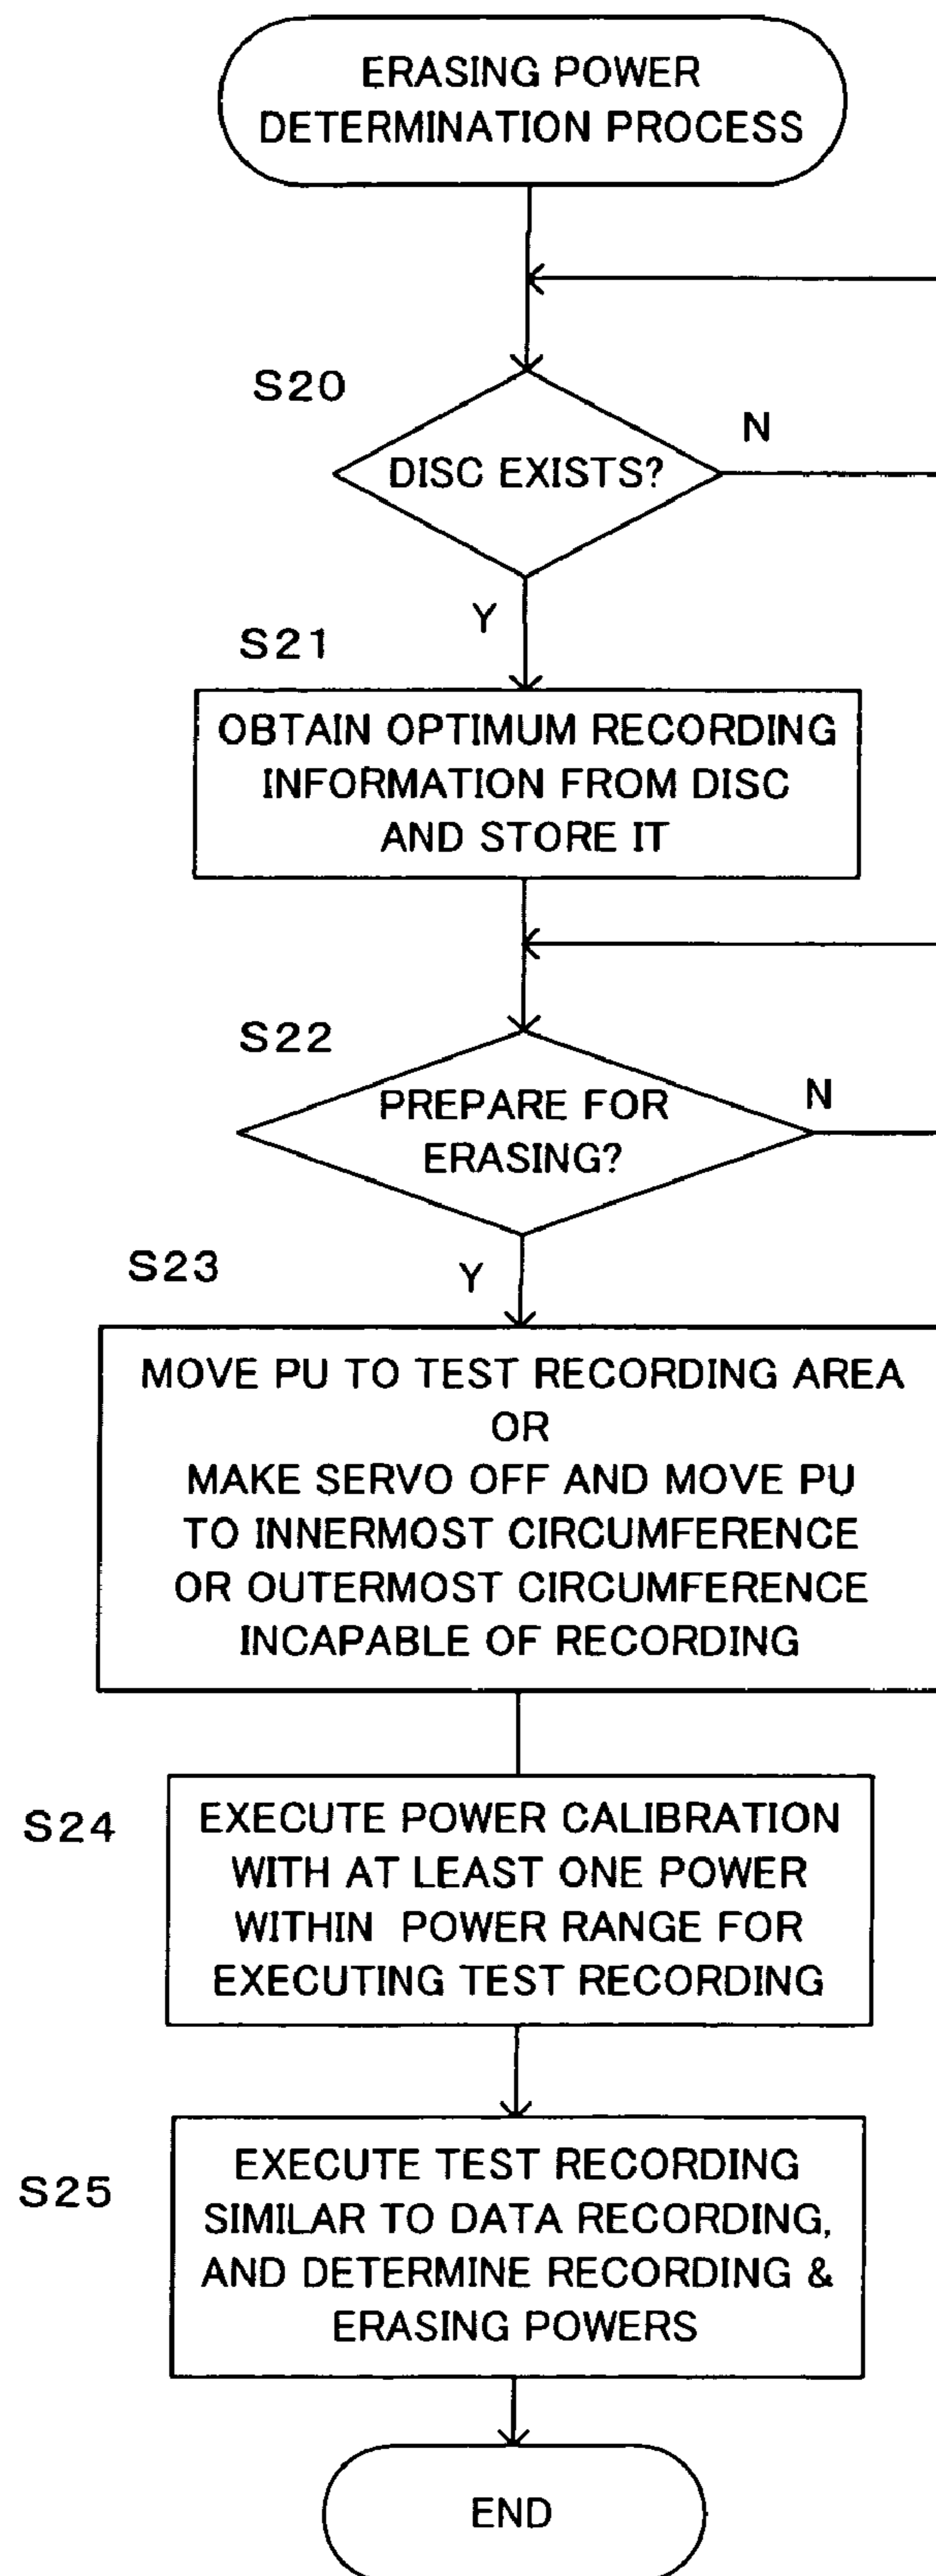 ERASING POWER
DETERMINATION PROCESS
S20
DISC EXISTS?
N
Y
S21
OBTAIN OPTIMUM RECORDING
INFORMATION FROM DISC
AND STORE IT
S22
PREPARE FOR
ERASING?
N
Y
S23
MOVE PU TO TEST RECORDING AREA
OR
MAKE SERVO OFF AND MOVE PU
TO INNERMOST CIRCUMFERENCE
OR OUTERMOST CIRCUMFERENCE
INCAPABLE OF RECORDING
S24
EXECUTE POWER CALIBRATION
WITH AT LEAST ONE POWER
WITHIN POWER RANGE FOR
EXECUTING TEST RECORDING
S25
EXECUTE TEST RECORDING
SIMILAR TO DATA RECORDING,
AND DETERMINE RECORDING &
ERASING POWERS
END